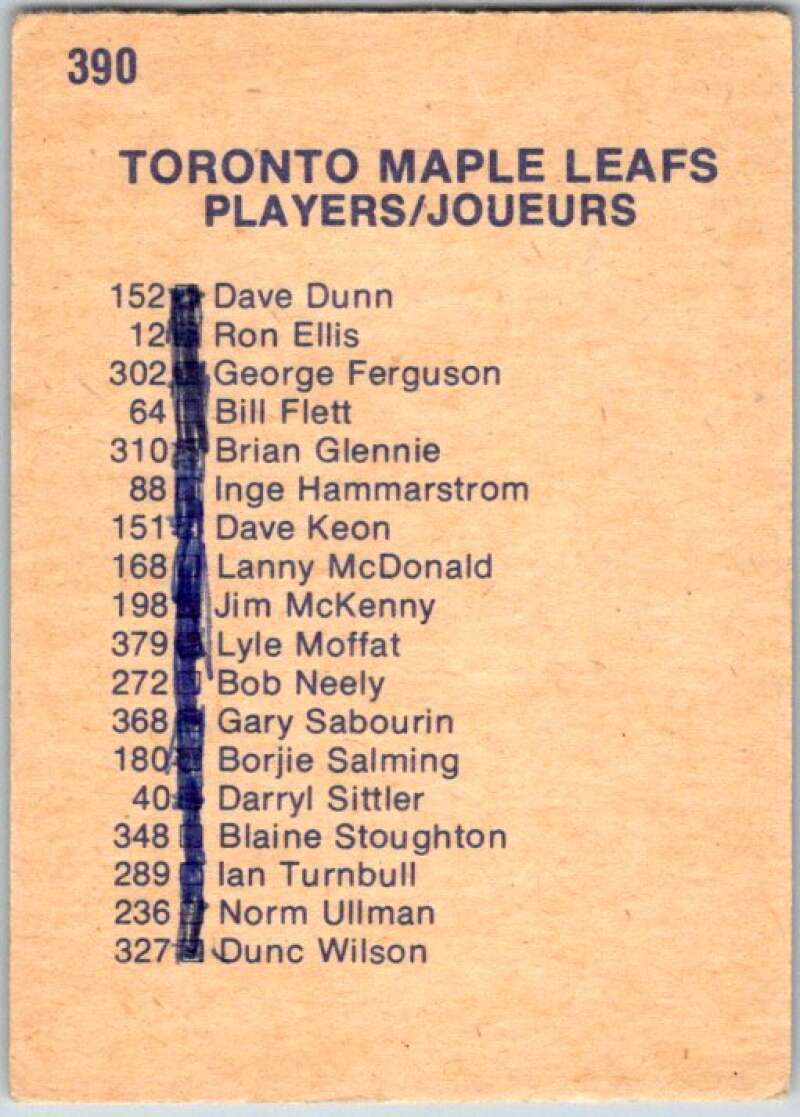 390
TORONTO MAPLE LEAFS
PLAYERS/JOUEURS
152 Dave Dunn
12 Ron Ellis
302 George Ferguson
64 Bill Flett
310 Brian Glennie
88 Inge Hammarstrom
151 Dave Keon
168 Lanny McDonald
198 Jim McKenny
379 Lyle Moffat
272 Bob Neely
368 Gary Sabourin
180 Borjie Salming
40 Darryl Sittler
348 Blaine Stoughton
289 Ian Turnbull
236 Norm Ullman
327 Dunc Wilson